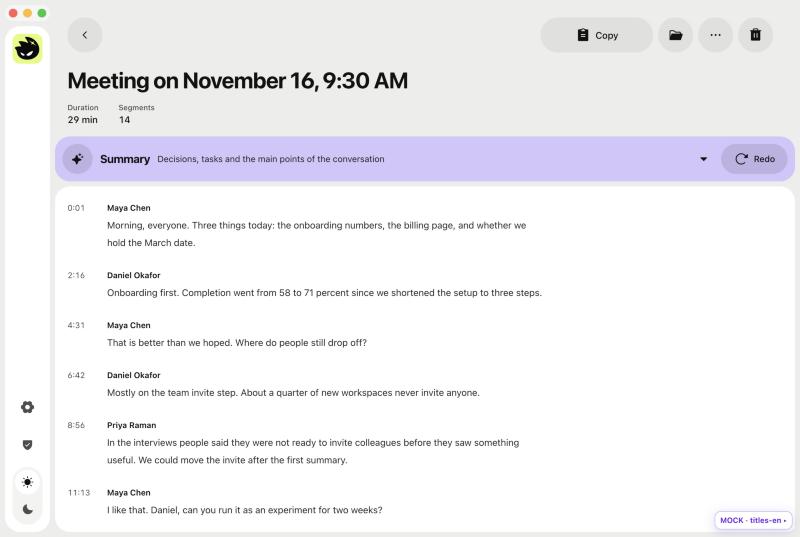 Copy
Meeting on November 16, 9:30 AM
Duration
29 min
Segments
14
Summary
Decisions, tasks and the main points of the conversation
Redo
0:01
Maya Chen
Morning, everyone. Three things today: the onboarding numbers, the billing page, and whether we
hold the March date.
2:16
Daniel Okafor
Onboarding first. Completion went from 58 to 71 percent since we shortened the setup to three steps.
4:31
Maya Chen
That is better than we hoped. Where do people still drop off?
6:42
Daniel Okafor
Mostly on the team invite step. About a quarter of new workspaces never invite anyone.
8:56
Priya Raman
In the interviews people said they were not ready to invite colleagues before they saw something
useful. We could move the invite after the first summary.
11:13
Maya Chen
I like that. Daniel, can you run it as an experiment for two weeks?
MOCK · titles-en